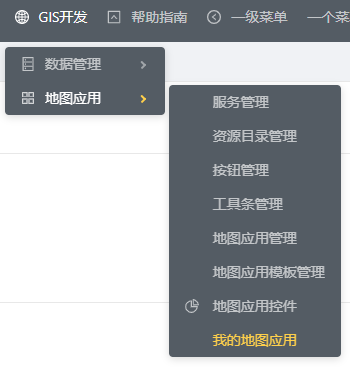 GIS开发 帮助指南 一级菜单 一个菜
数据管理
地图应用
服务管理
资源目录管理
按钮管理
工具条管理
地图应用管理
地图应用模板管理
地图应用控件
我的地图应用